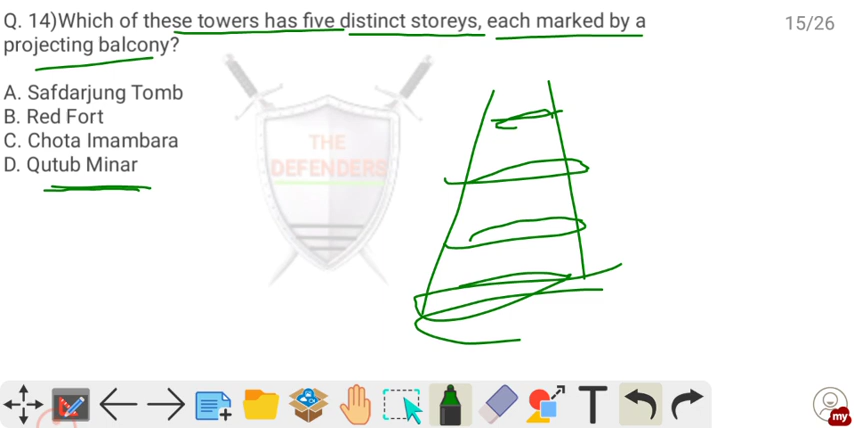 Q. 14)Which of these towers has five distinct storeys, each marked by a
15/26
projecting balcony?
A. Safdarjung Tomb
B. Red Fort
C. Chota Imambara
D. Qutub Minar
THE
DEFENDERS
T
my